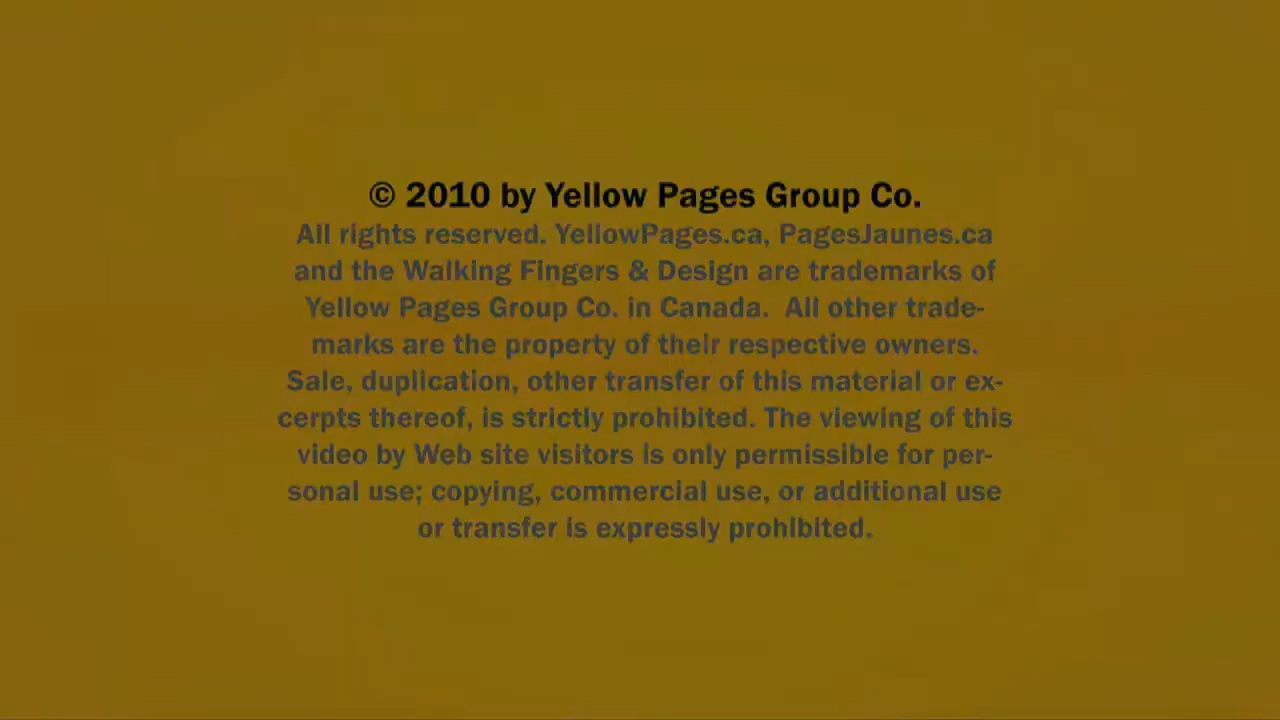 © 2010 by Yellow Pages Group Co.
All rights reserved. YellowPages.ca, PagesJaunes.ca
and the Walking Fingers & Design are trademarks of
Yellow Pages Group Co. in Canada.  All other trade-
marks are the property of their respective owners.
Sale, duplication, other transfer of this material or ex-
cerpts thereof, is strictly prohibited. The viewing of this
video by Web site visitors is only permissible for per-
sonal use; copying, commercial use, or additional use
or transfer is expressly prohibited.